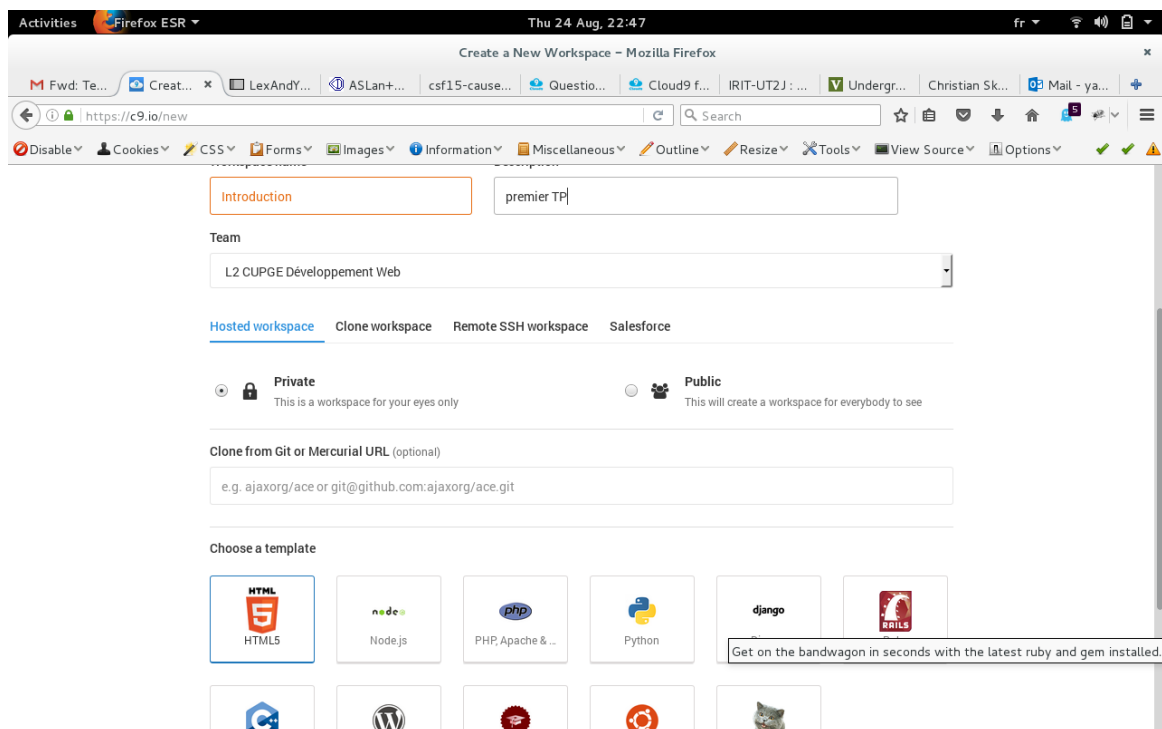 Activities Firefox ESR Thu 24 Aug, 22:47 fr
Create a New Workspace – Mozilla Firefox ×
Fwd: Te... Creat... × LexAndY... ASLan+... csf15-cause... Questio... Cloud9 f... IRIT-UT2J : ... Undergr... Christian Sk... Mail - ya...
https://c9.io/new Search 5
Disable Cookies CSS Forms Images Information Miscellaneous Outline Resize Tools View Source Options
Workspace name Description
Introduction premier TP
Team
L2 CUPGE Développement Web
Hosted workspace Clone workspace Remote SSH workspace Salesforce
Private Public
This is a workspace for your eyes only This will create a workspace for everybody to see
Clone from Git or Mercurial URL (optional)
e.g. ajaxorg/ace or git@github.com:ajaxorg/ace.git
Choose a template
HTML 5 node php django RAILS
HTML5 Node.js PHP, Apache & ... Python
Get on the bandwagon in seconds with the latest ruby and gem installed.